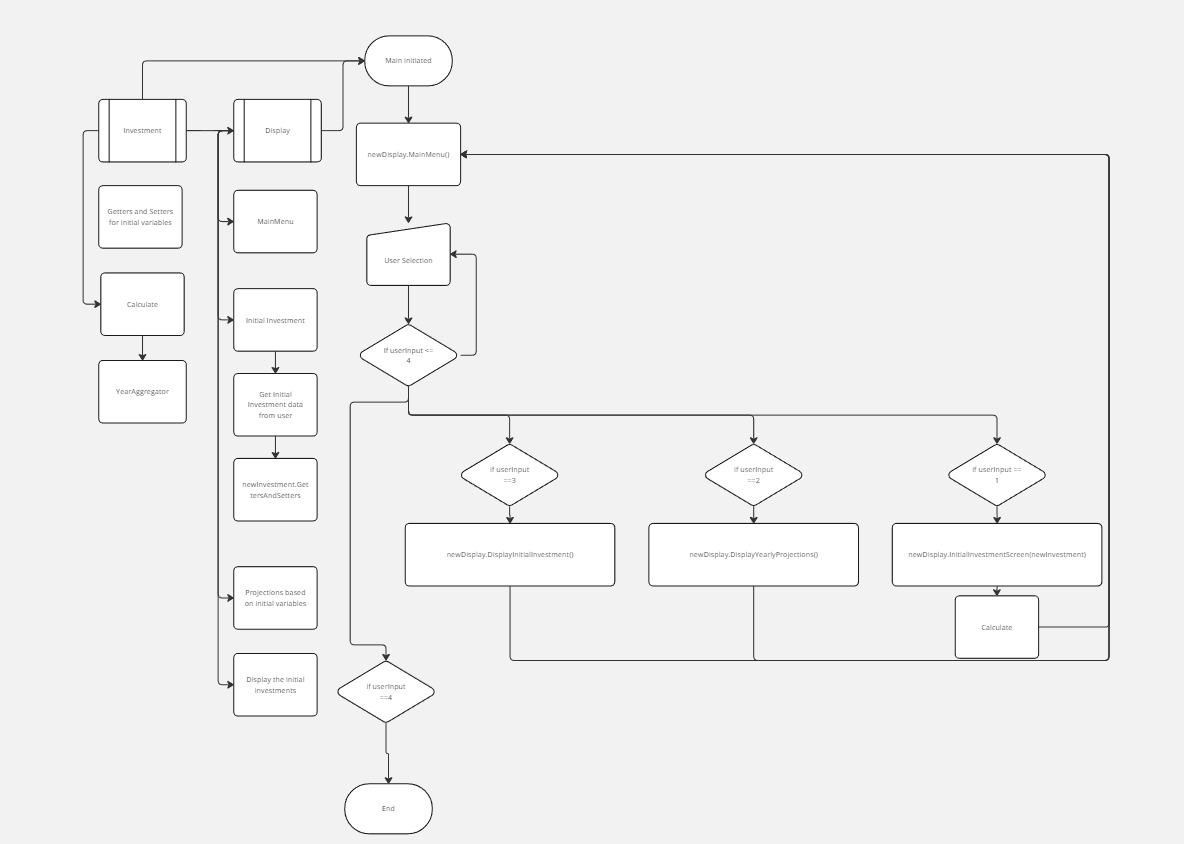 Main initiated
Investment
Display
newDisplay.MainMenu()
Getters and Setters
for initial variables
MainMenu
User Selection
Calculate
Initial Investment
If userInput <=
4
YearAggregator
Get Initial
Investment data
from user
newInvestment.Get
tersAndSetters
if userInput
==3
if userInput
==2
if userInput ==
1
newDisplay.DisplayInitialInvestment()
newDisplay.DisplayYearlyProjections()
newDisplay.InitialInvestmentScreen(newInvestment)
Projections based
on initial variables
Calculate
Display the initial
investments
if userInput
==4
End